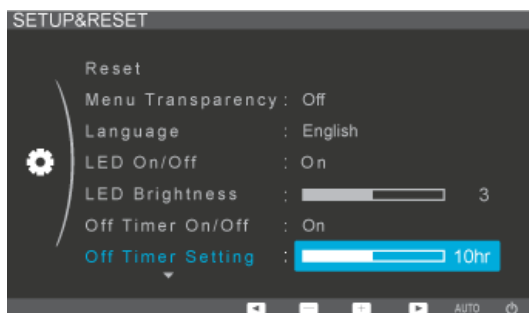 SETUP&RESET
Reset
Menu Transparency : Off
Language : English
LED On/Off : On
LED Brightness : 3
Off Timer On/Off : On
Off Timer Setting : 10hr
AUTO